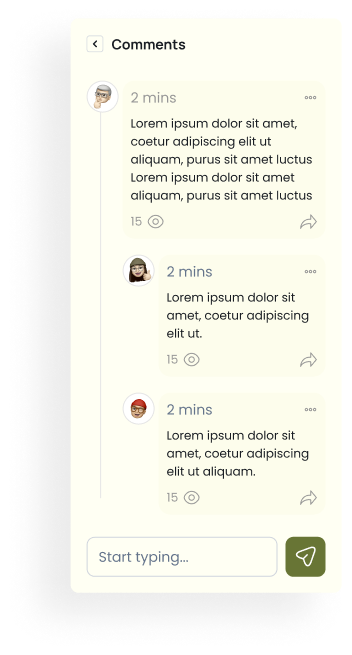 Comments
2 mins
Lorem ipsum dolor sit amet,
coetur adipiscing elit ut
aliquam, purus sit amet luctus
Lorem ipsum dolor sit amet
aliquam, purus sit amet luctus
15
2 mins
Lorem ipsum dolor sit
amet, coetur adipiscing
elit ut.
15
2 mins
Lorem ipsum dolor sit
amet, coetur adipiscing
elit ut aliquam.
15
Start typing...